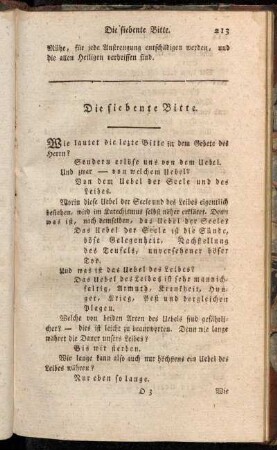 Die siebente Bitte. 213
Mühe, für jede Anstrengung entschädigen werden, und
die allen Heiligen verheissen sind.
Die siebente Bitte.
Wie lautet die lezte Bitte in dem Gebete des
Herrn?
Sondern erlöse uns von dem Uebel.
Und zwar — von welchem Uebel?
Von dem Uebel der Seele und des
Leibes.
Worin diese Uebel der Seele und des Leibes eigentlich
bestehen, wird im Katechismus selbst näher erkläret. Denn
was ist, nach demselben, das Uebel der Seele?
Das Uebel der Seele ist die Sünde,
böse Gelegenheit, Nachstellung
des Teufels, unversehener böser
Tod.
Und was ist das Uebel des Leibes?
Das Uebel des Leibes ist sehr mannich-
faltig, Armuth, Krankheit, Hun-
ger, Krieg, Pest und dergleichen
Plagen.
Welche von beiden Arten des Uebels sind gefährli-
cher? — dies ist leicht zu beantworten. Denn wie lange
währet die Dauer unsers Leibes?
Bis wir sterben.
Wie lange kann also auch nur höchstens ein Uebel des
Leibes währen?
Nur eben so lange.
O 3 Wie